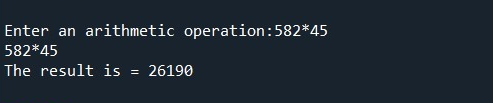 Enter an arithmetic operation:582*45
582*45
The result is = 26190